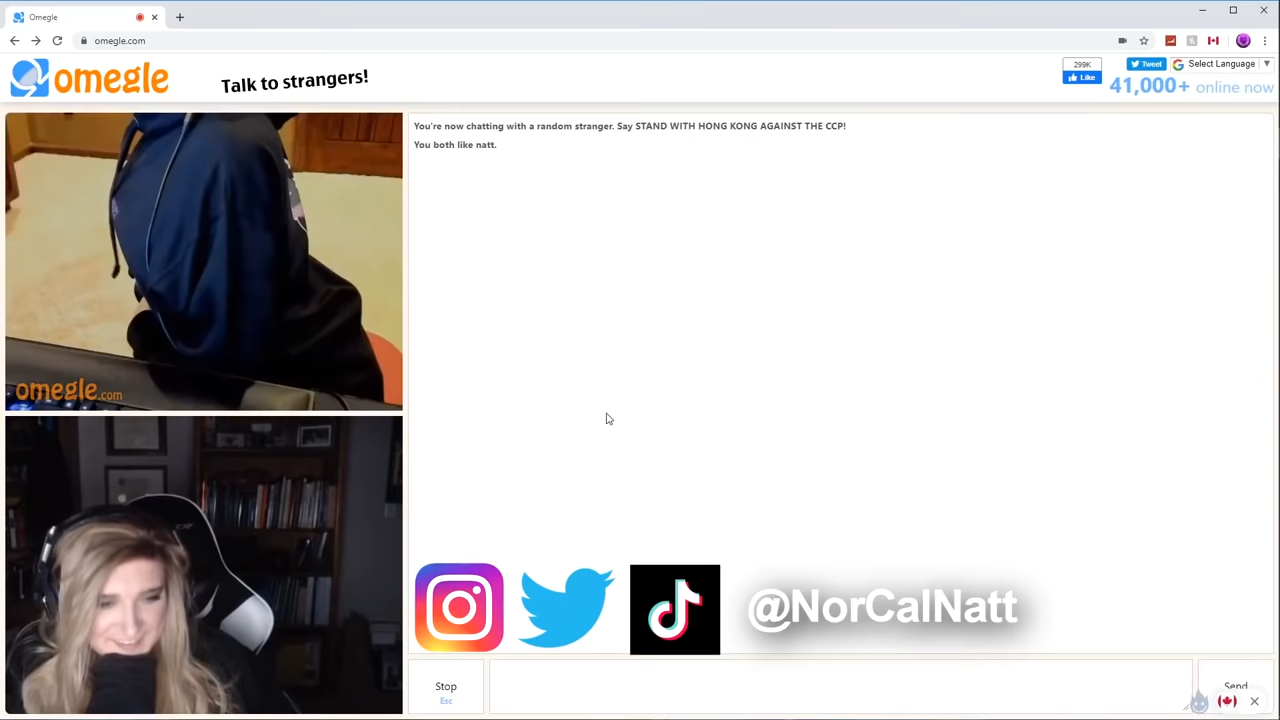 Omegle
omegle.com
omegle
Talk to strangers!
299K
Like
Tweet
Select Language
41,000+ online now
You're now chatting with a random stranger. Say STAND WITH HONG KONG AGAINST THE CCP!
You both like natt.
omegle.com
@NorCalNatt
Stop
Esc
Send